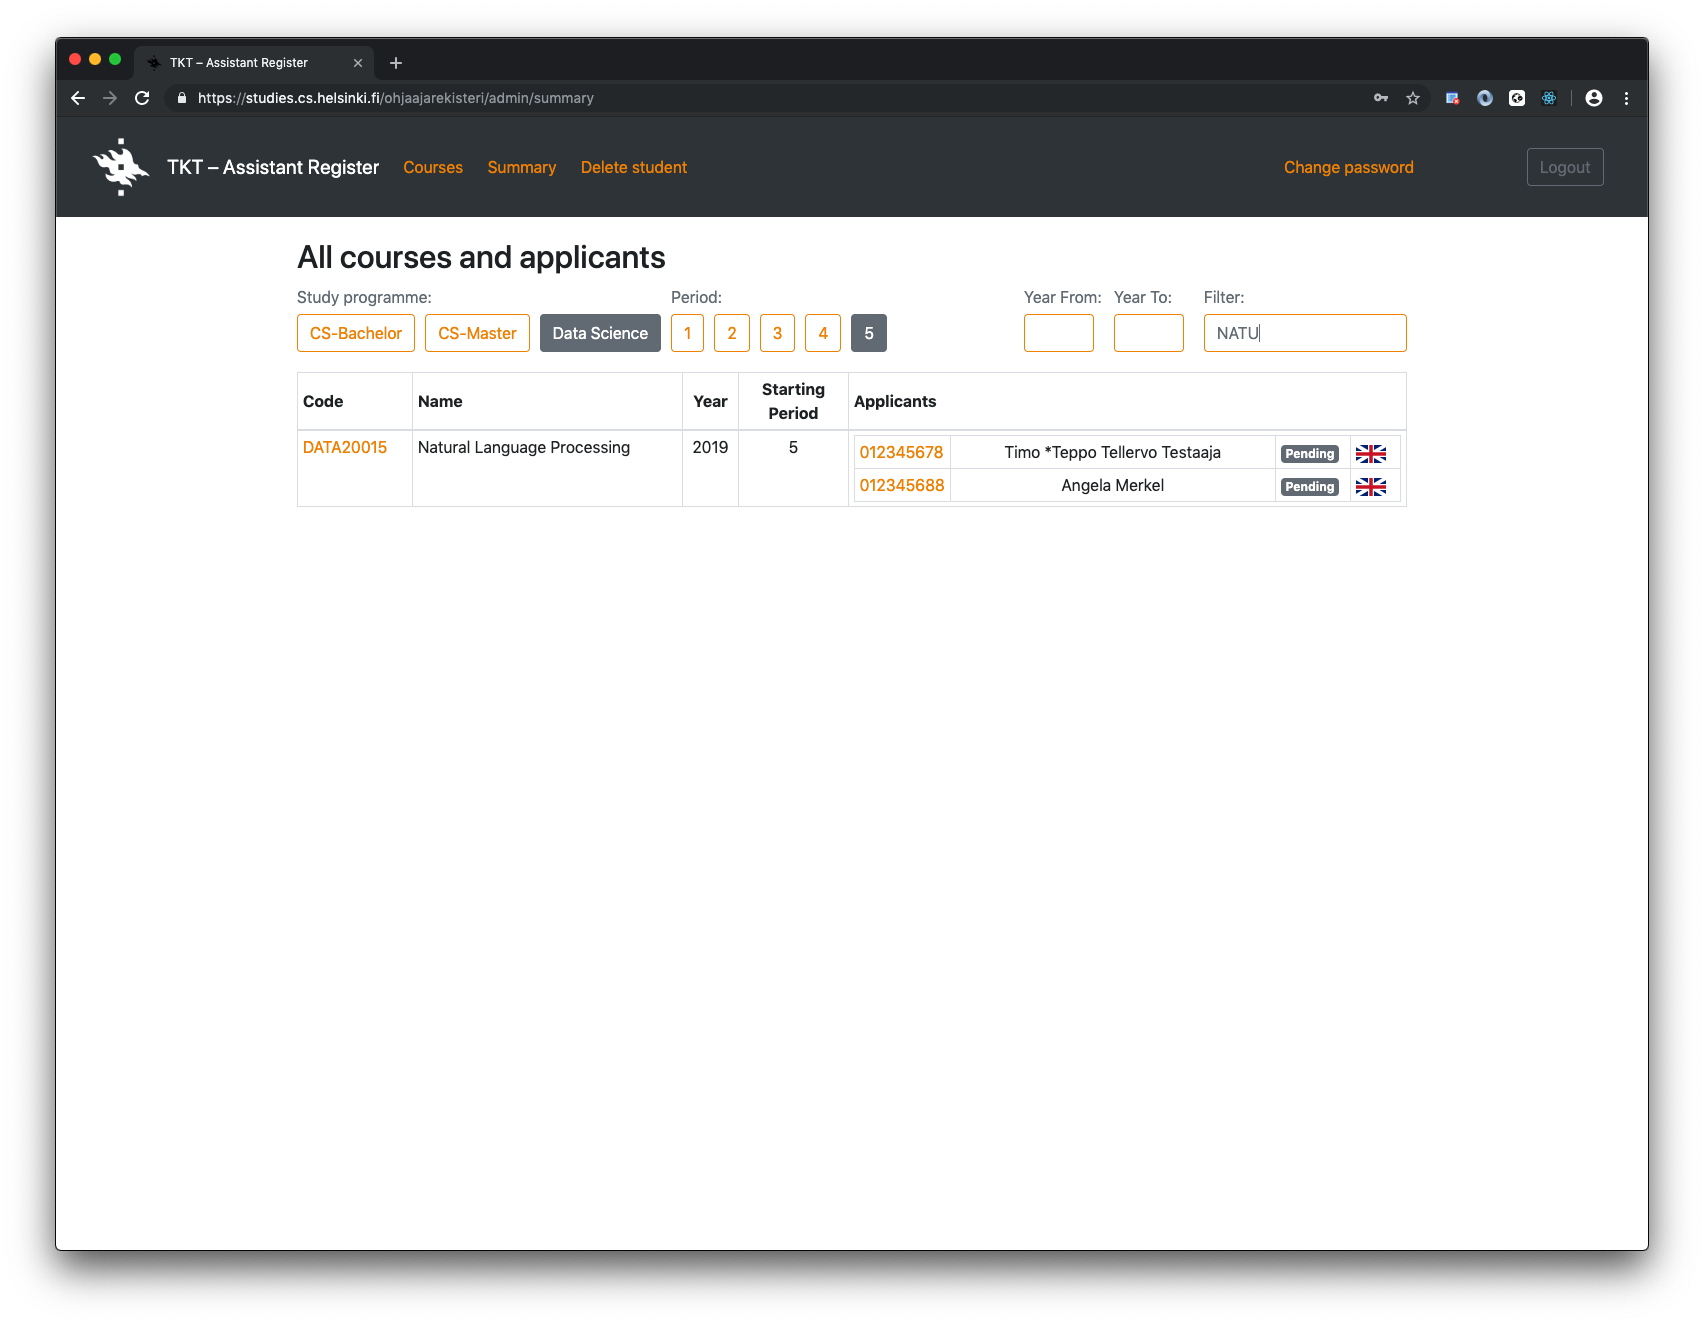 TKT – Assistant Register
https://studies.cs.helsinki.fi/ohjaajarekisteri/admin/summary
TKT – Assistant Register Courses Summary Delete student Change password Logout
All courses and applicants
Study programme: Period: Year From: Year To: Filter:
CS-Bachelor CS-Master Data Science 1 2 3 4 5 NATU
Code Name Year Starting Period Applicants
DATA20015 Natural Language Processing 2019 5 012345678 Timo *Teppo Tellervo Testaaja Pending
012345688 Angela Merkel Pending